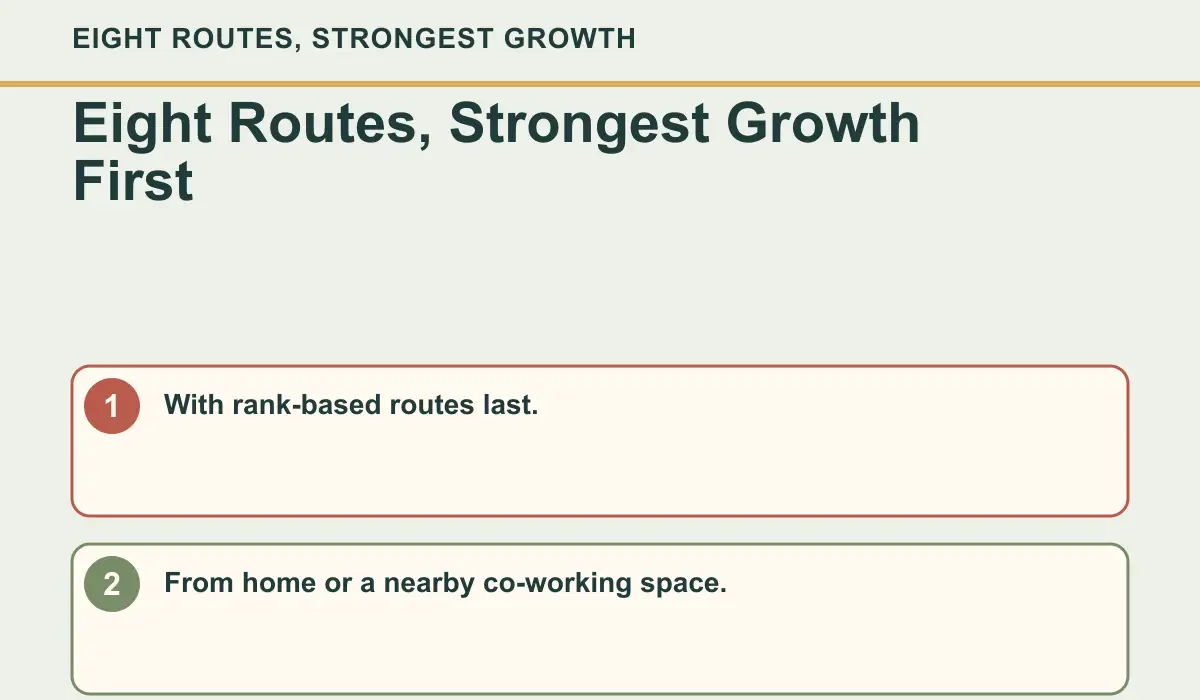 EIGHT ROUTES, STRONGEST GROWTH
Eight Routes, Strongest Growth
First
1
With rank-based routes last.
2
From home or a nearby co-working space.